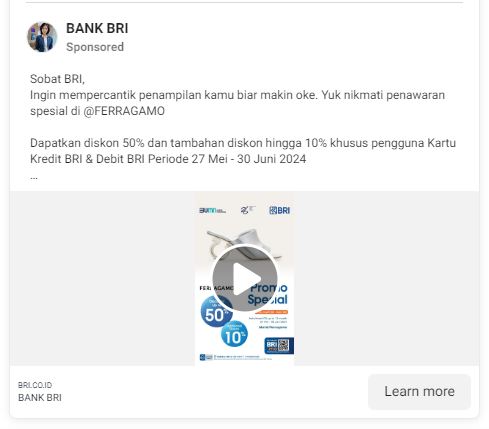 BANK BRI
Sponsored
Sobat BRI,
Ingin mempercantik penampilan kamu biar makin oke. Yuk nikmati penawaran
spesial di @FERRAGAMO
Dapatkan diskon 50% dan tambahan diskon hingga 10% khusus pengguna Kartu
Kredit BRI & Debit BRI Periode 27 Mei - 30 Juni 2024
...
BRI
Promo
Spesial
50%
10%
BRI
BRI.CO.ID
BANK BRI
Learn more